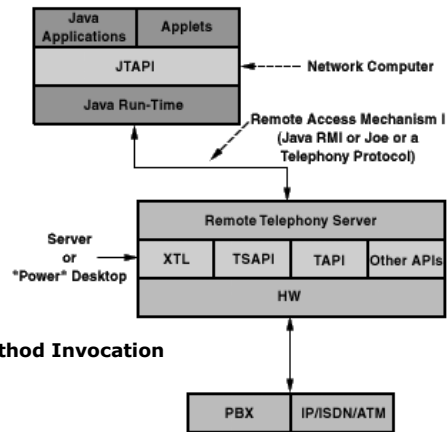 Java
Applications
Applets
JTAPI
Network Computer
Java Run-Time
Remote Access Mechanism I
(Java RMI or Joe or a
Telephony Protocol)
Remote Telephony Server
Server
or
"Power" Desktop
XTL
TSAPI
TAPI
Other APIs
HW
thod Invocation
PBX
IP/ISDN/ATM